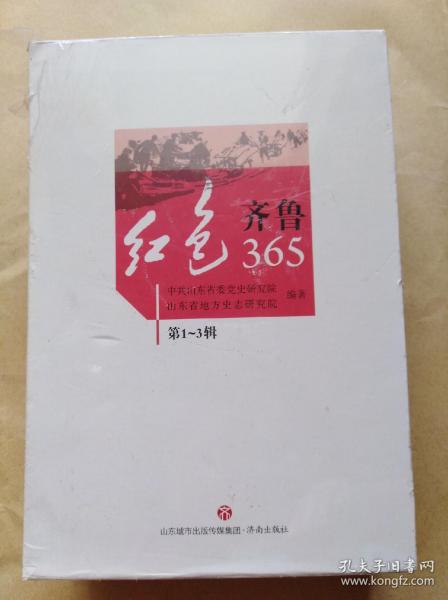 红色
齐鲁
365
中共山东省委党史研究院
山东省地方史志研究院
编著
第1~3辑
山东城市出版传媒集团·济南出版社
孔夫子旧书网
www.kongfz.com